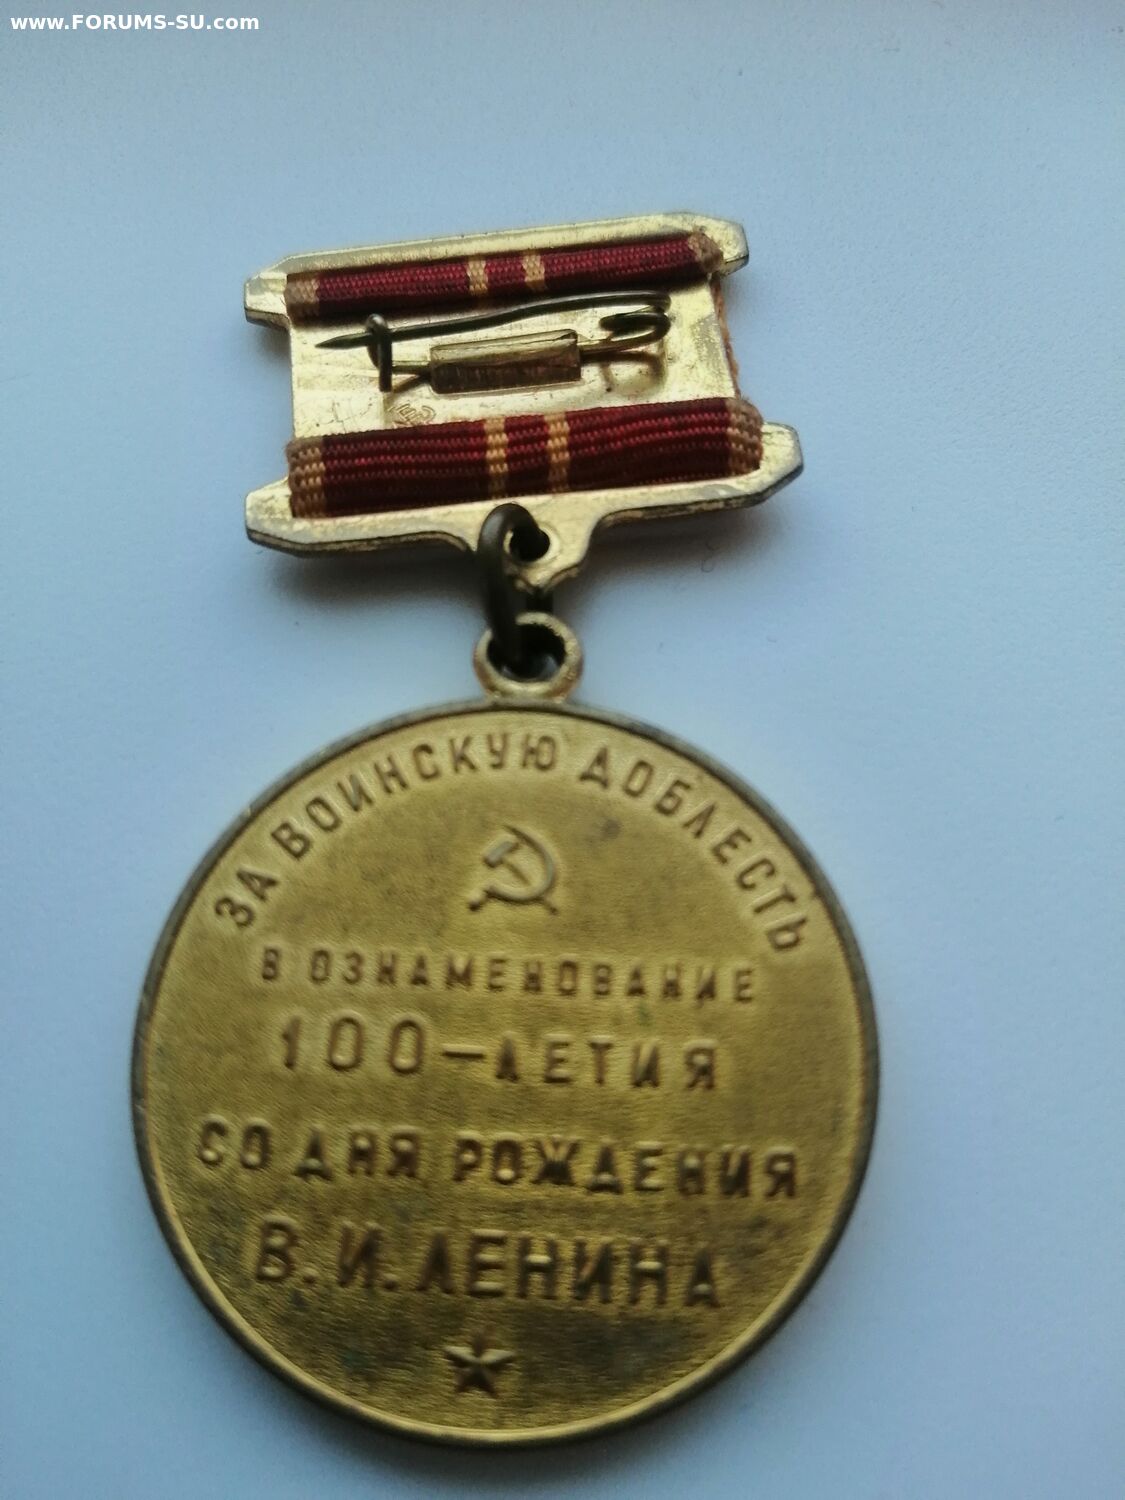 www.FORUMS-SU.com
ЗА ВОИНСКУЮ ДОБЛЕСТЬ
В ОЗНАМЕНОВАНИЕ
100-ЛЕТИЯ
СО ДНЯ РОЖДЕНИЯ
В.И.ЛЕНИНА